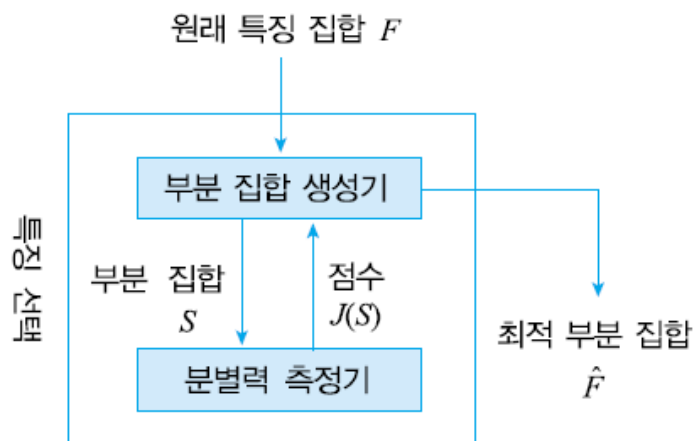 원래 특징 집합 F
부분 집합 생성기
특징 선택
부분 집합
S
점수
J(S)
분별력 측정기
최적 부분 집합
F̂